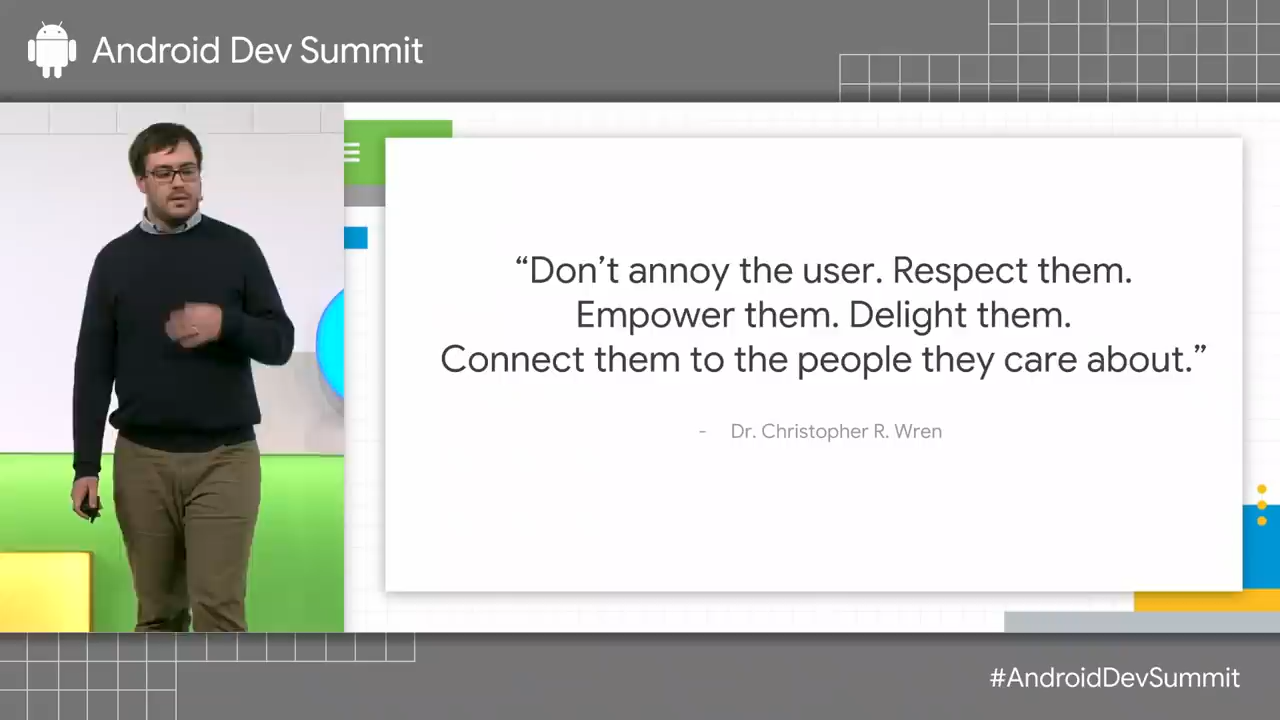 Android Dev Summit
“Don’t annoy the user. Respect them.
Empower them. Delight them.
Connect them to the people they care about.”
- Dr. Christopher R. Wren
#AndroidDevSummit